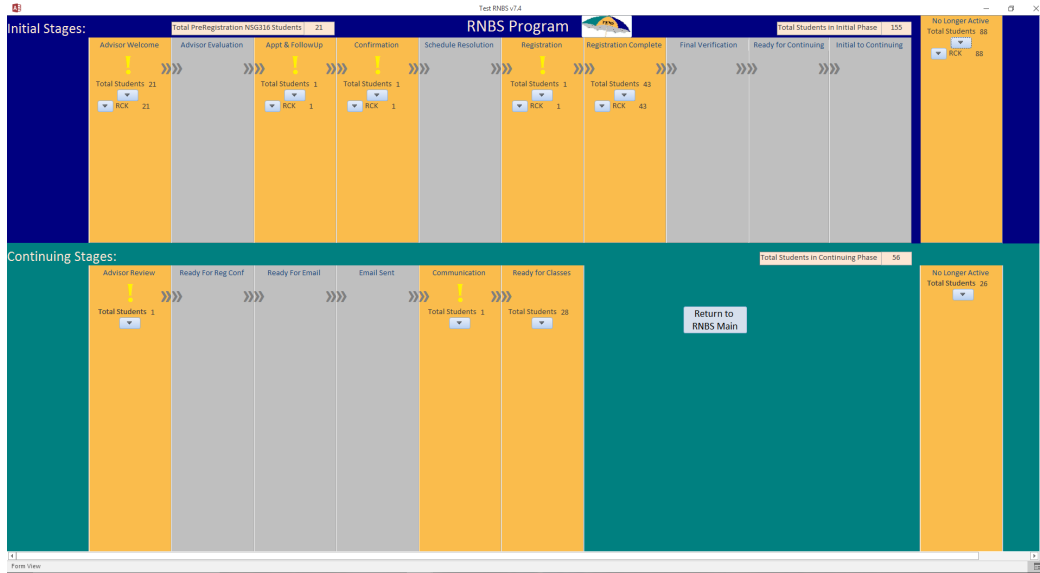 Test RNBS v7.4
Initial Stages:
Total PreRegistration NSG316 Students 21
RNBS Program
Total Students in Initial Phase 155
No Longer Active
Total Students 88
RCK 88
Advisor Welcome
Total Students 21
RCK 21
Advisor Evaluation
Appt & FollowUp
Total Students 1
RCK 1
Confirmation
Total Students 1
RCK 1
Schedule Resolution
Registration
Total Students 1
RCK 1
Registration Complete
Total Students 43
RCK 43
Final Verification
Ready for Continuing
Initial to Continuing
Continuing Stages:
Total Students in Continuing Phase 56
Advisor Review
Total Students 1
Ready For Reg Conf
Ready For Email
Email Sent
Communication
Total Students 1
Ready for Classes
Total Students 28
Return to
RNBS Main
No Longer Active
Total Students 26
Form View